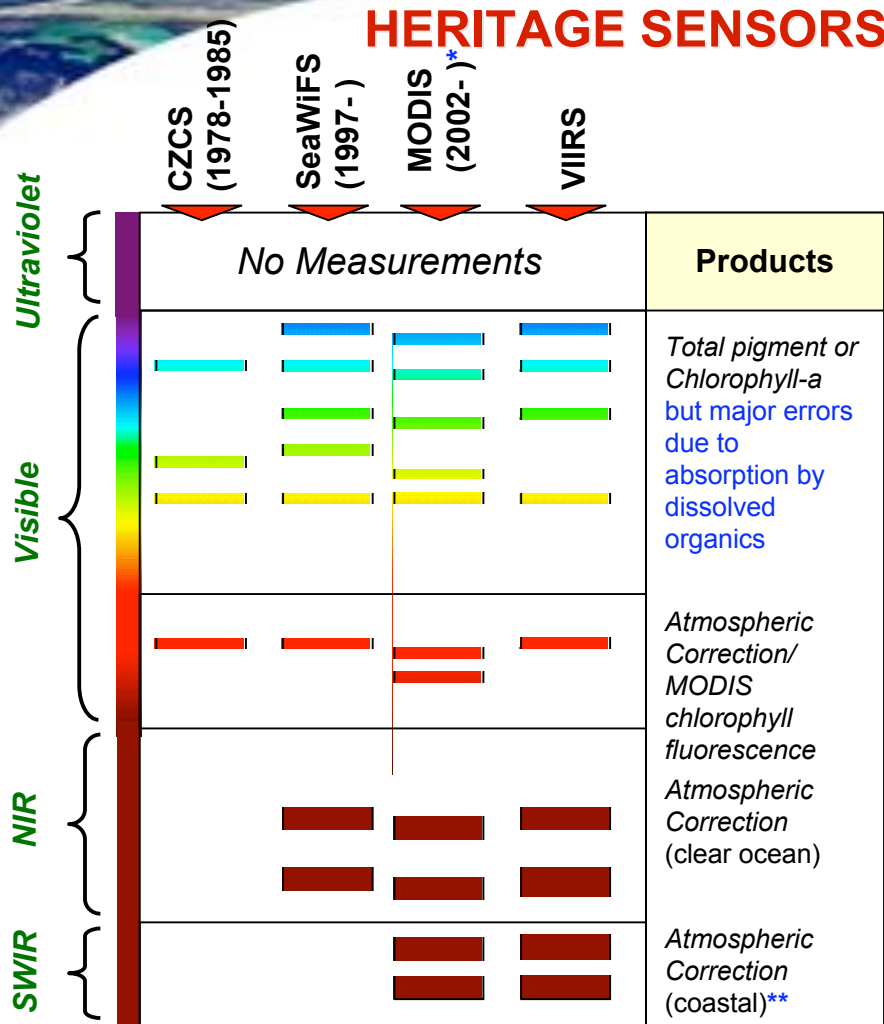 HERITAGE SENSORS
CZCS
(1978-1985)
SeaWiFS
(1997- )
MODIS
(2002- )*
VIIRS
Ultraviolet
No Measurements
Products
Visible
Total pigment or
Chlorophyll-a
but major errors
due to
absorption by
dissolved
organics
Atmospheric
Correction/
MODIS
chlorophyll
fluorescence
NIR
Atmospheric
Correction
(clear ocean)
SWIR
Atmospheric
Correction
(coastal)**